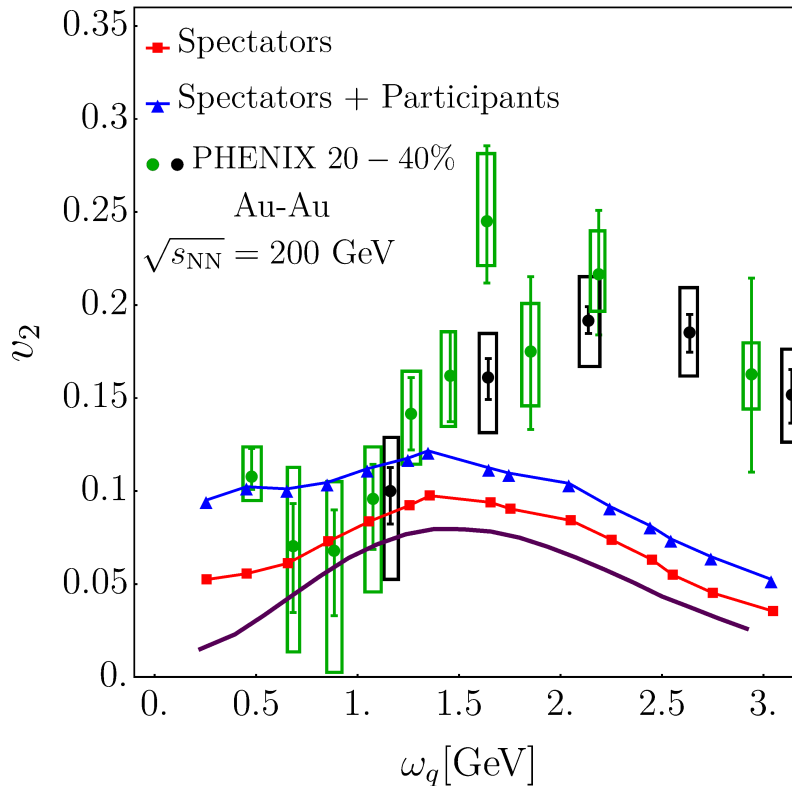 0.35
Spectators
Spectators + Participants
0.3
PHENIX 20 – 40%
0.25
Au-Au
√sNN = 200 GeV
0.2
v2
0.15
0.1
0.05
0.
0. 0.5 1. 1.5 2. 2.5 3.
ωq[GeV]